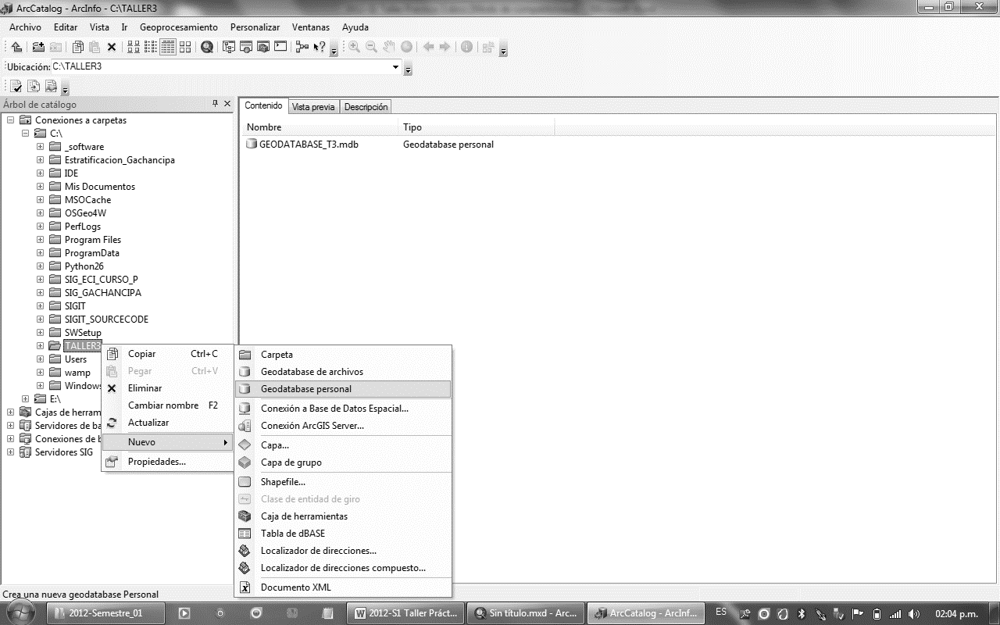 ArcCatalog - ArcInfo - C:\TALLER3
Archivo Editar Vista Ir Geoprocesamiento Personalizar Ventanas Ayuda
Ubicación: C:\TALLER3
Árbol de catálogo
Conexiones a carpetas
C:\
_software
Estratificacion_Gachancipa
IDE
Mis Documentos
MSOCache
OSGeo4W
PerfLogs
Program Files
ProgramData
Python26
SIG_ECI_CURSO_P
SIG_GACHANCIPA
SIGIT
SIGIT_SOURCECODE
SWSetup
TALLER3
Users
wamp
Windows
E:\
Cajas de herram
Servidores de ba
Conexiones de b
Servidores SIG
Contenido Vista previa Descripción
Nombre Tipo
GEODATABASE_T3.mdb Geodatabase personal
Copiar Ctrl+C
Pegar Ctrl+V
Eliminar
Cambiar nombre F2
Actualizar
Nuevo
Propiedades...
Carpeta
Geodatabase de archivos
Geodatabase personal
Conexión a Base de Datos Espacial...
Conexión ArcGIS Server...
Capa...
Capa de grupo
Shapefile...
Clase de entidad de giro
Caja de herramientas
Tabla de dBASE
Localizador de direcciones...
Localizador de direcciones compuesto...
Documento XML
Crea una nueva geodatabase Personal
2012-Semestre_01
2012-S1 Taller Práct...
Sin título.mxd - Arc...
ArcCatalog - ArcInf...
ES
02:04 p.m.